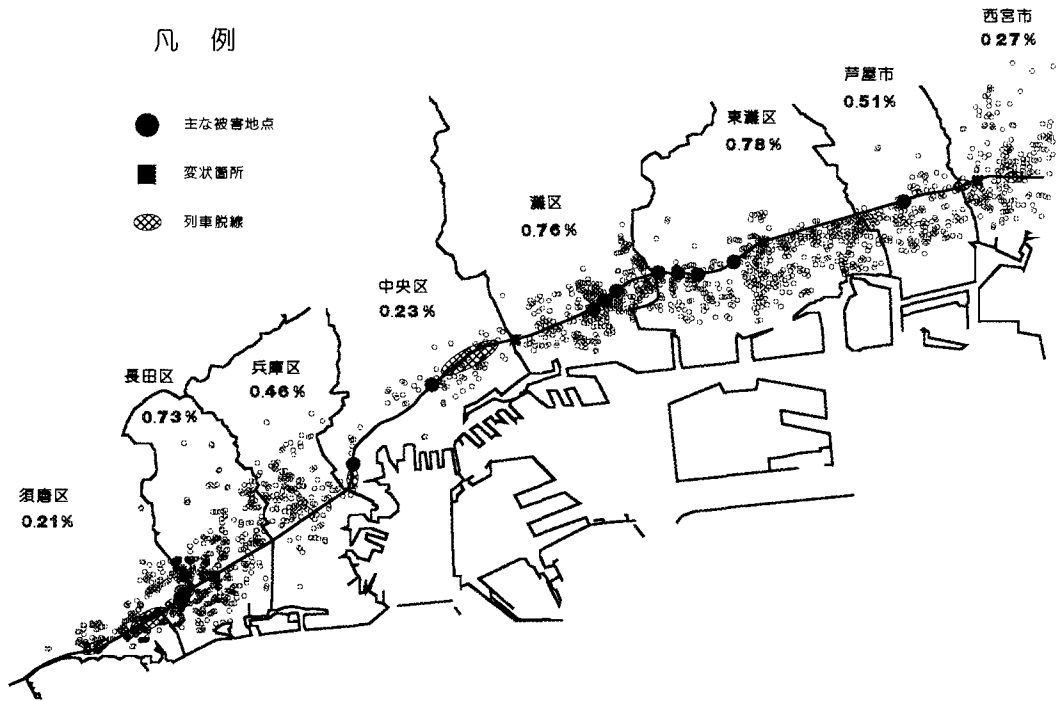 凡 例
主な被害地点
変状箇所
列車脱線
西宮市
0.27%
芦屋市
0.51%
東灘区
0.78%
灘区
0.76%
中央区
0.23%
兵庫区
0.46%
長田区
0.73%
須磨区
0.21%